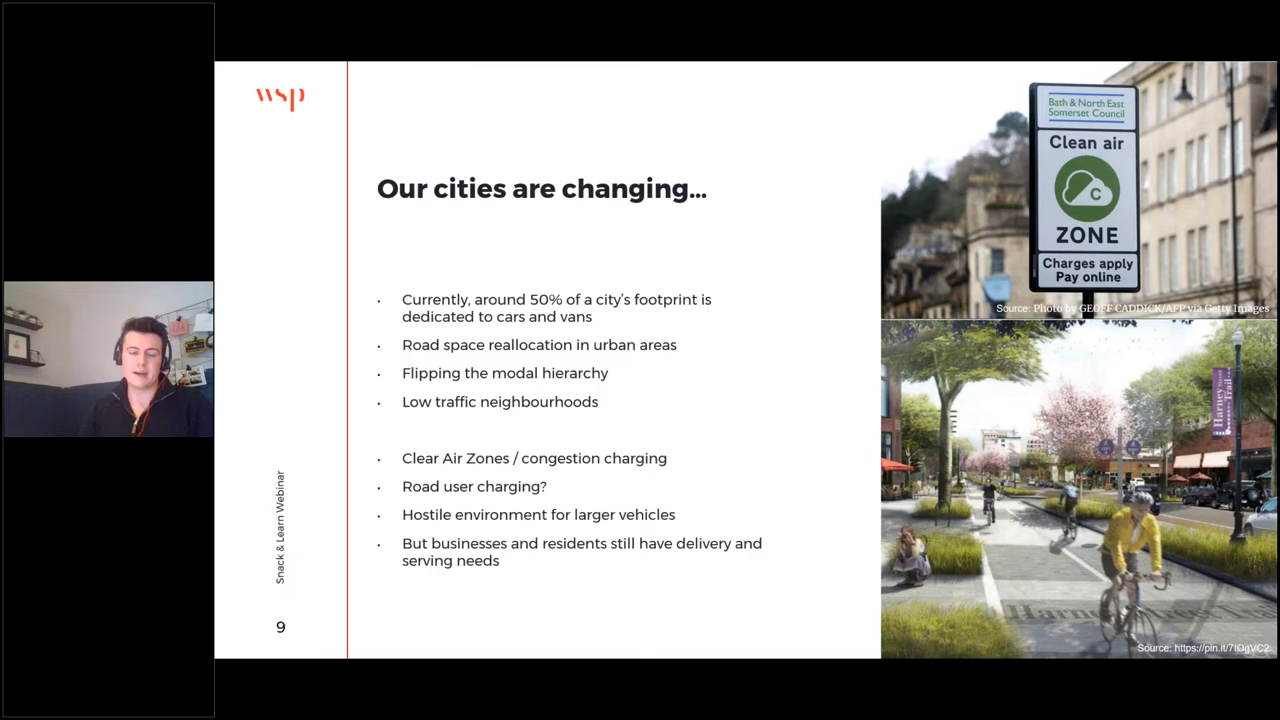 wsp
Our cities are changing...
• Currently, around 50% of a city's footprint is
dedicated to cars and vans
• Road space reallocation in urban areas
• Flipping the modal hierarchy
• Low traffic neighbourhoods
• Clear Air Zones / congestion charging
• Road user charging?
• Hostile environment for larger vehicles
• But businesses and residents still have delivery and
serving needs
Snack & Learn Webinar
9
Bath & North East
Somerset Council
Clean air
C
ZONE
Charges apply
Pay online
Source: Photo by GEOFF CADDICK/AFP via Getty Images
Harney Street
Trail
Source: https://pin.it/7IOgVC2